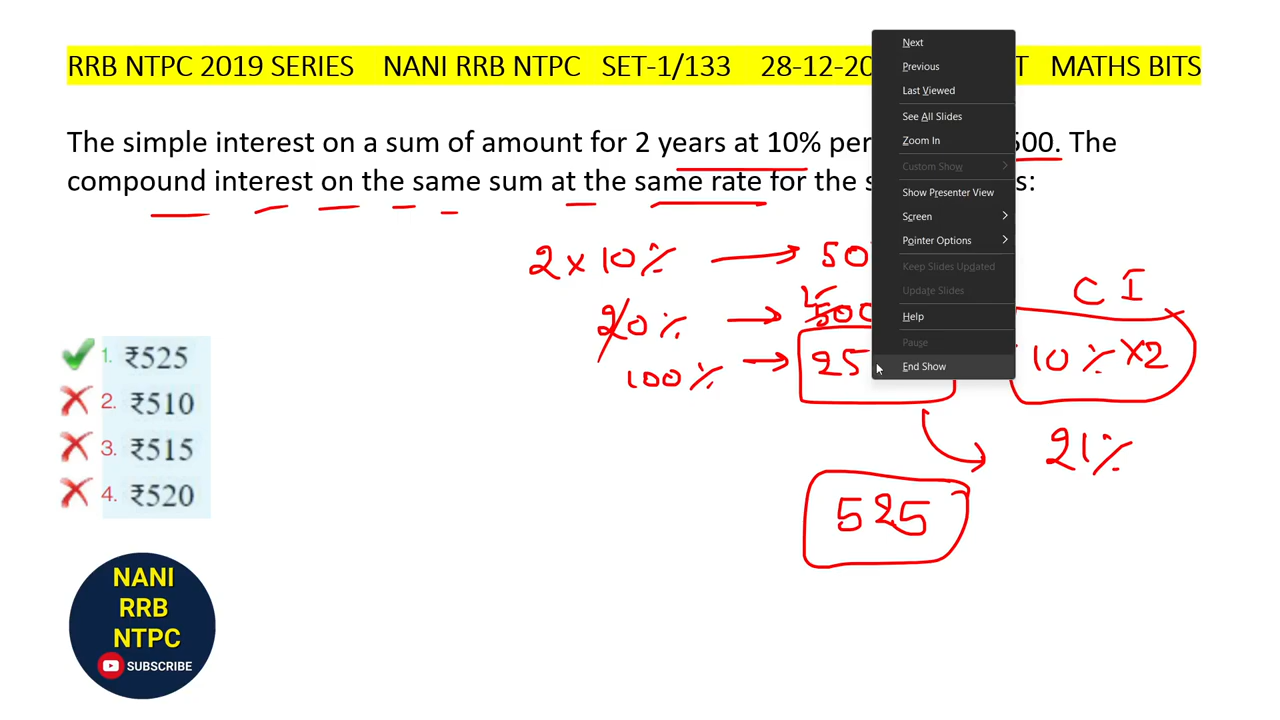 RRB NTPC 2019 SERIES NANI RRB NTPC SET-1/133 28-12-20 T MATHS BITS
The simple interest on a sum of amount for 2 years at 10% per 500. The
compound interest on the same sum at the same rate for the s s:
Next
Previous
Last Viewed
See All Slides
Zoom In
Custom Show
Show Presenter View
Screen
Pointer Options
Keep Slides Updated
Update Slides
Help
Pause
End Show
2 x 10% → 50
20% → 500
100% → 25
C I
10% x2
21%
525
1. ₹525
2. ₹510
3. ₹515
4. ₹520
NANI
RRB
NTPC
SUBSCRIBE